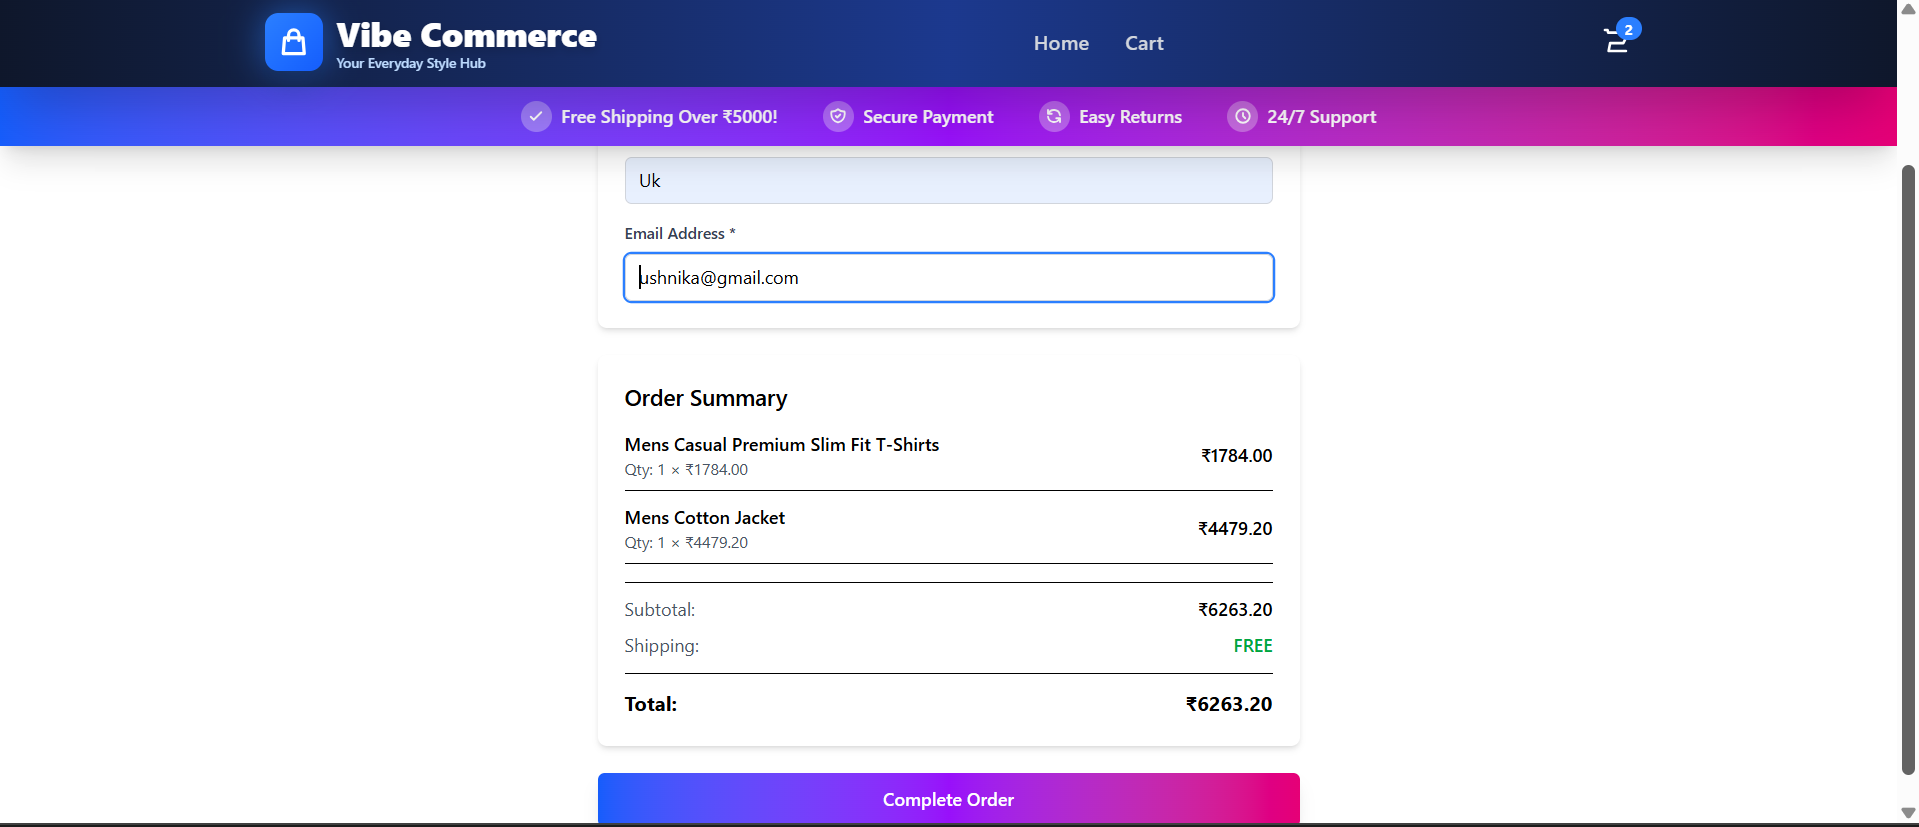 Vibe Commerce
Your Everyday Style Hub
Home
Cart
2
Free Shipping Over ₹5000!
Secure Payment
Easy Returns
24/7 Support
Uk
Email Address *
ushnika@gmail.com
Order Summary
Mens Casual Premium Slim Fit T-Shirts
₹1784.00
Qty: 1 × ₹1784.00
Mens Cotton Jacket
₹4479.20
Qty: 1 × ₹4479.20
Subtotal: ₹6263.20
Shipping: FREE
Total: ₹6263.20
Complete Order